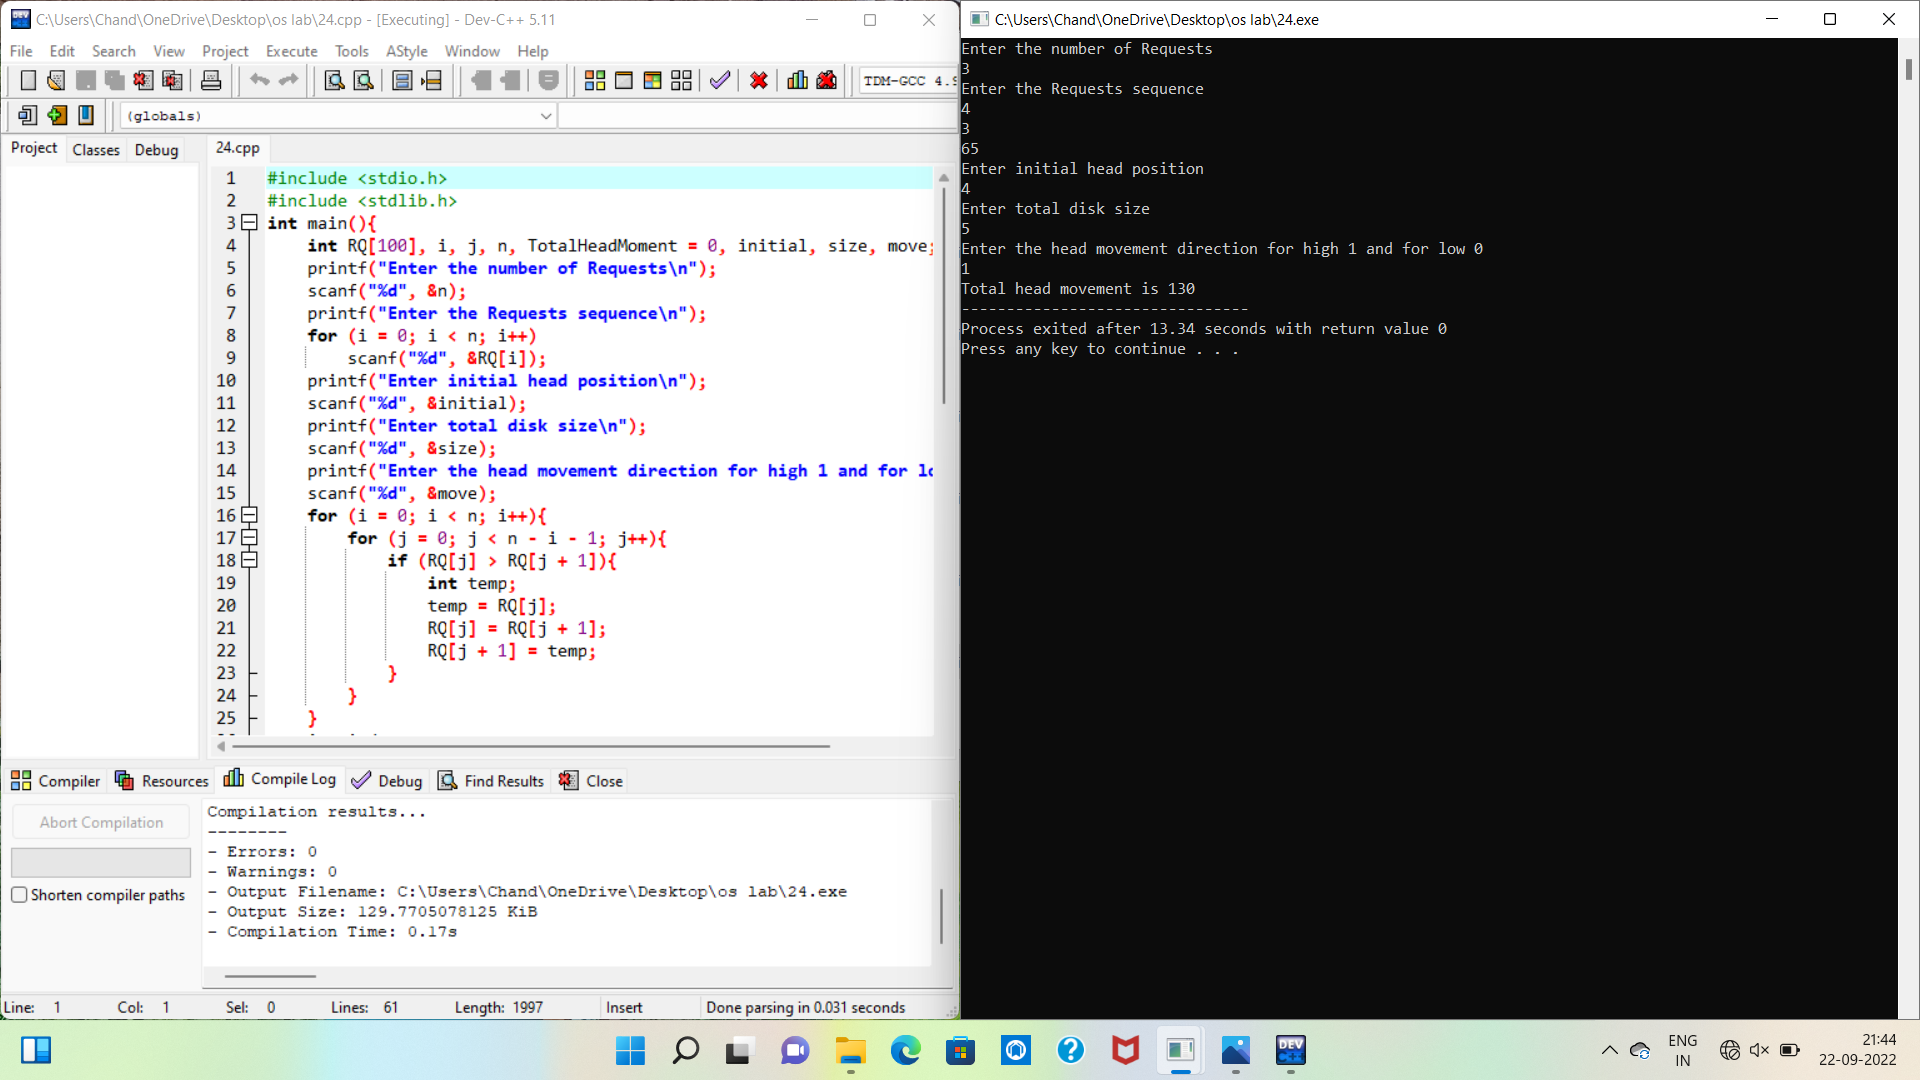 C:\Users\Chand\OneDrive\Desktop\os lab\24.cpp - [Executing] - Dev-C++ 5.11
File Edit Search View Project Execute Tools AStyle Window Help
TDM-GCC 4.9
(globals)
Project Classes Debug
24.cpp
1 #include <stdio.h>
2 #include <stdlib.h>
3 int main(){
4 int RQ[100], i, j, n, TotalHeadMoment = 0, initial, size, move;
5 printf("Enter the number of Requests\n");
6 scanf("%d", &n);
7 printf("Enter the Requests sequence\n");
8 for (i = 0; i < n; i++)
9 scanf("%d", &RQ[i]);
10 printf("Enter initial head position\n");
11 scanf("%d", &initial);
12 printf("Enter total disk size\n");
13 scanf("%d", &size);
14 printf("Enter the head movement direction for high 1 and for lo
15 scanf("%d", &move);
16 for (i = 0; i < n; i++){
17 for (j = 0; j < n - i - 1; j++){
18 if (RQ[j] > RQ[j + 1]){
19 int temp;
20 temp = RQ[j];
21 RQ[j] = RQ[j + 1];
22 RQ[j + 1] = temp;
23 }
24 }
25 }
Compiler Resources Compile Log Debug Find Results Close
Abort Compilation
Shorten compiler paths
Compilation results...
--------
- Errors: 0
- Warnings: 0
- Output Filename: C:\Users\Chand\OneDrive\Desktop\os lab\24.exe
- Output Size: 129.7705078125 KiB
- Compilation Time: 0.17s
Line: 1 Col: 1 Sel: 0 Lines: 61 Length: 1997 Insert Done parsing in 0.031 seconds
C:\Users\Chand\OneDrive\Desktop\os lab\24.exe
Enter the number of Requests
3
Enter the Requests sequence
4
3
65
Enter initial head position
4
Enter total disk size
5
Enter the head movement direction for high 1 and for low 0
1
Total head movement is 130
--------------------------------
Process exited after 13.34 seconds with return value 0
Press any key to continue . . .
DEV C++
ENG
IN
21:44
22-09-2022